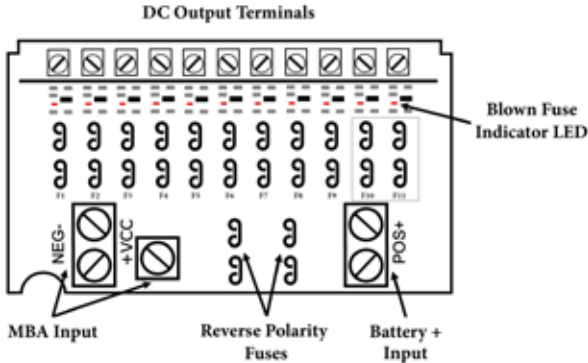 DC Output Terminals
Blown Fuse
Indicator LED
F1 F2 F3 F4 F5 F6 F7 F8 F9 F10 F11
NEG-
+VCC
POS+
MBA Input
Reverse Polarity
Fuses
Battery +
Input